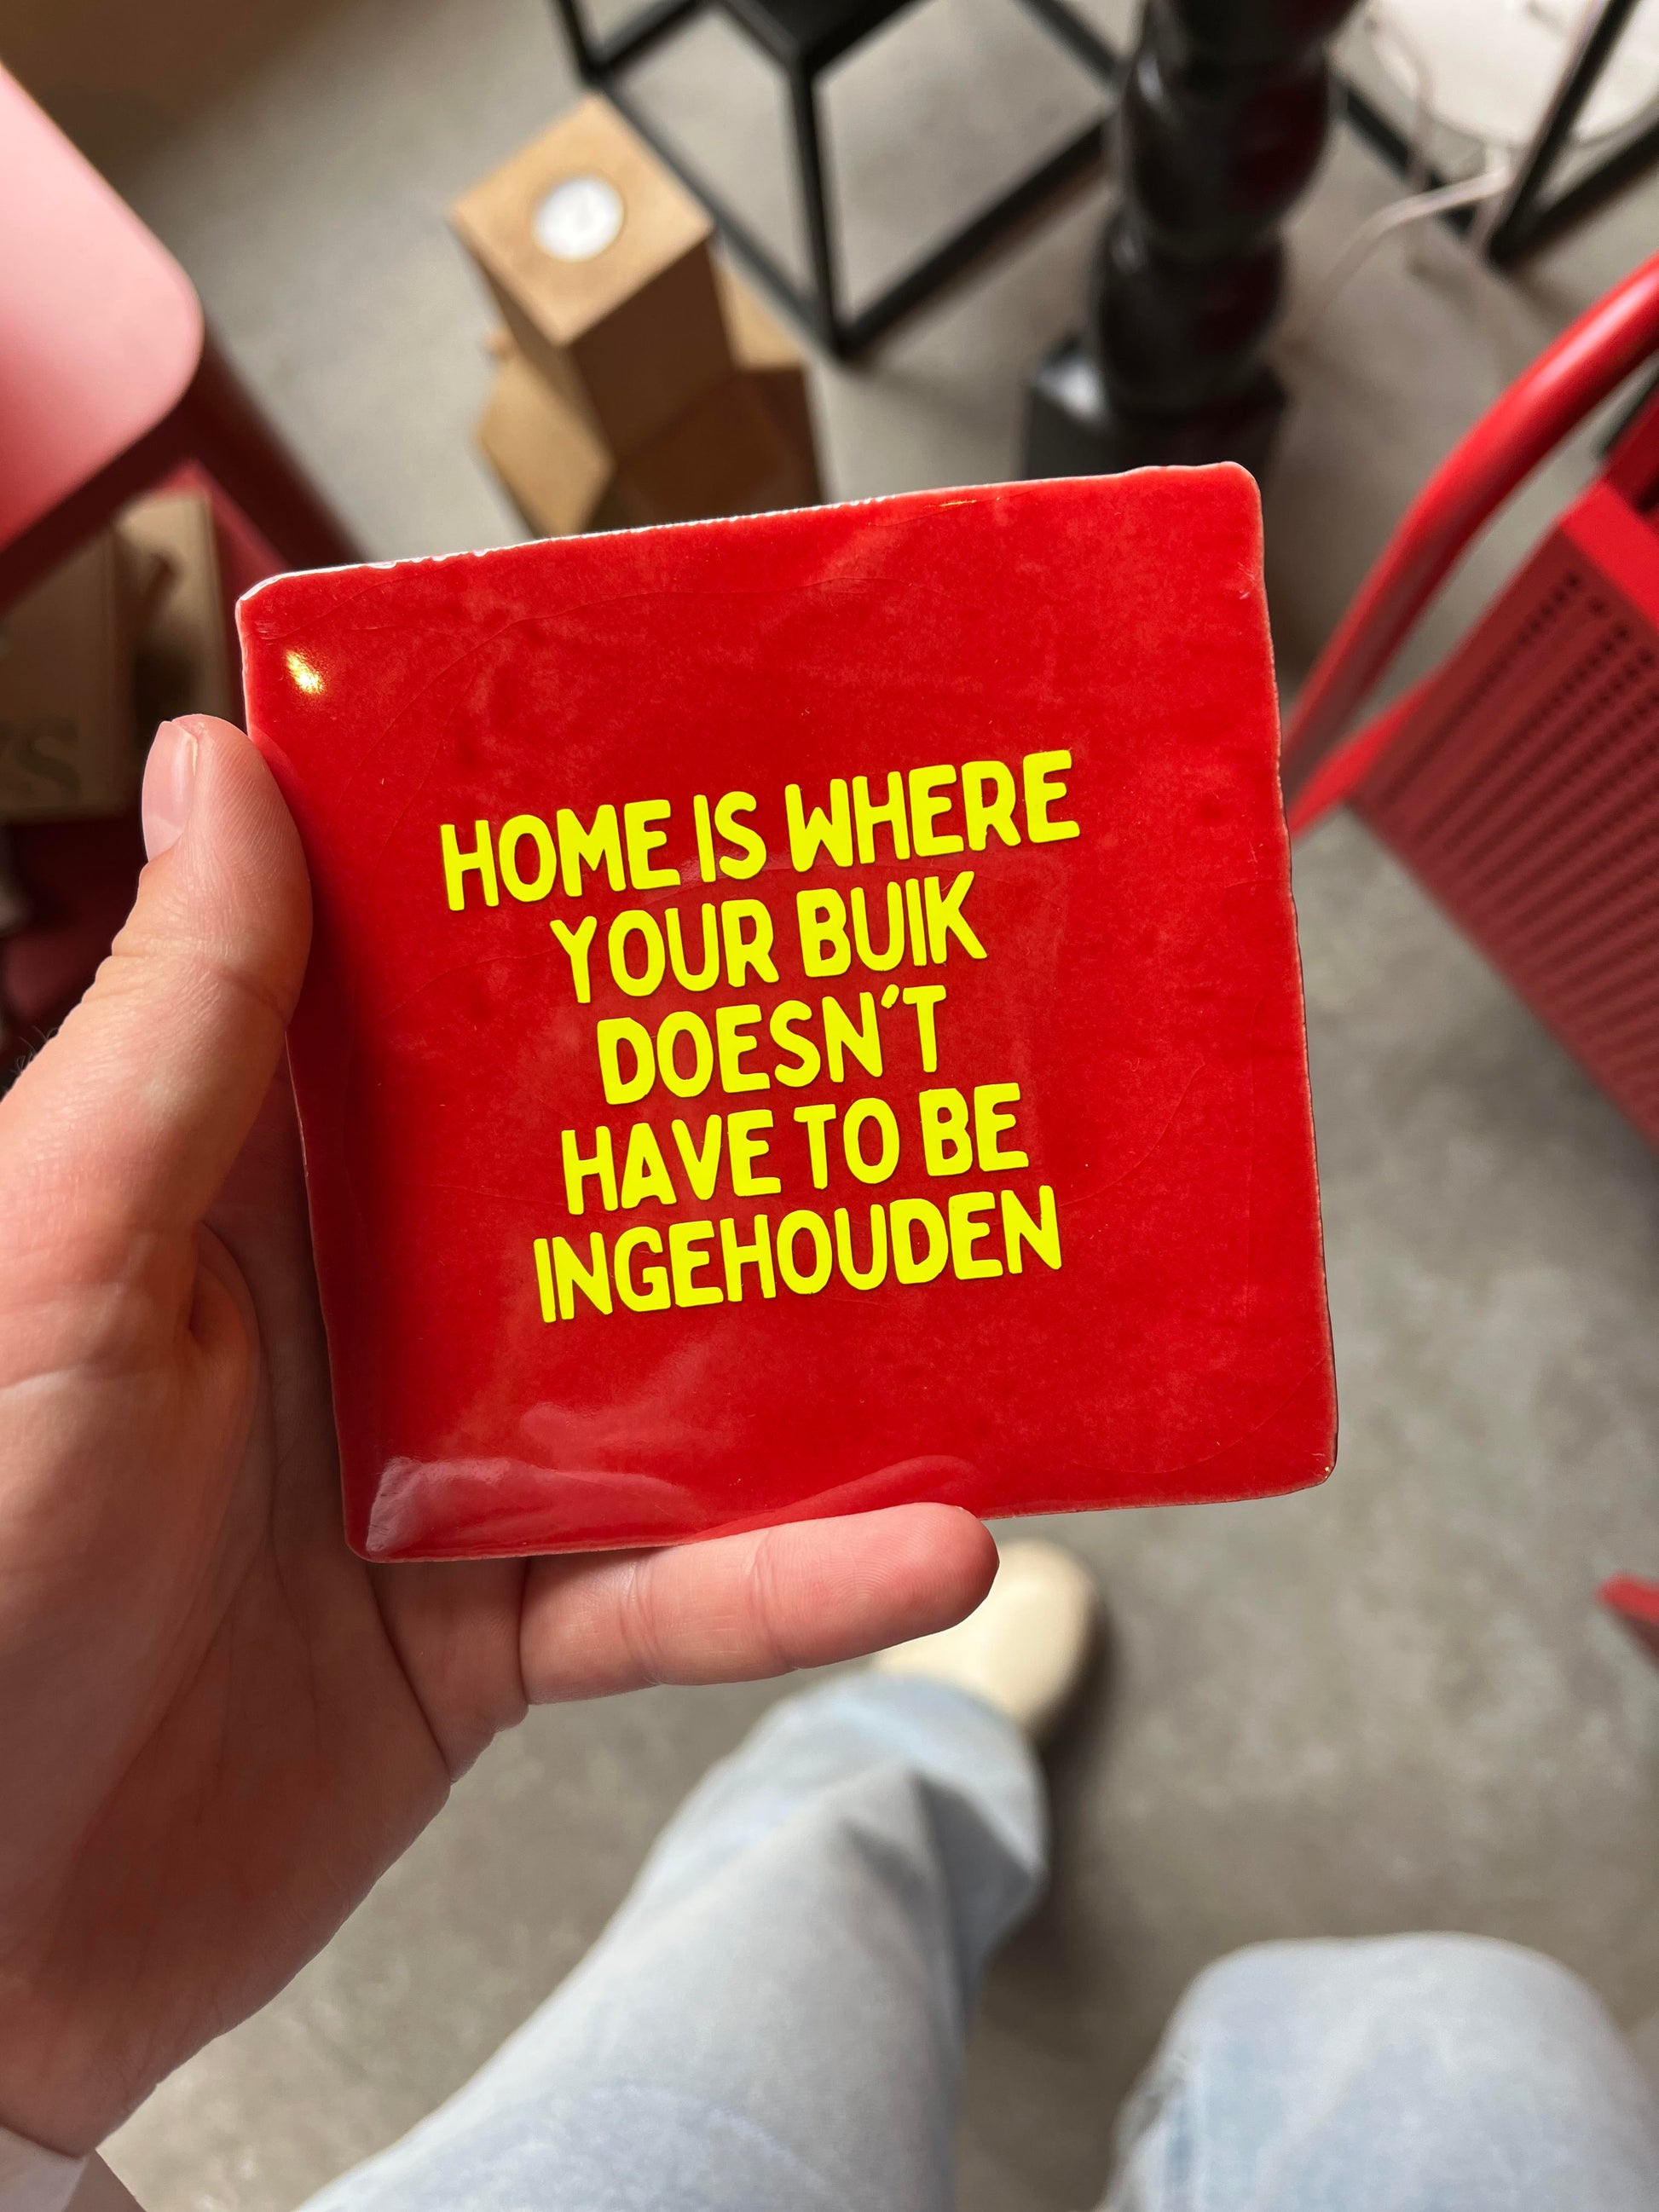 HOME IS WHERE
YOUR BUIK
DOESN'T
HAVE TO BE
INGEHOUDEN